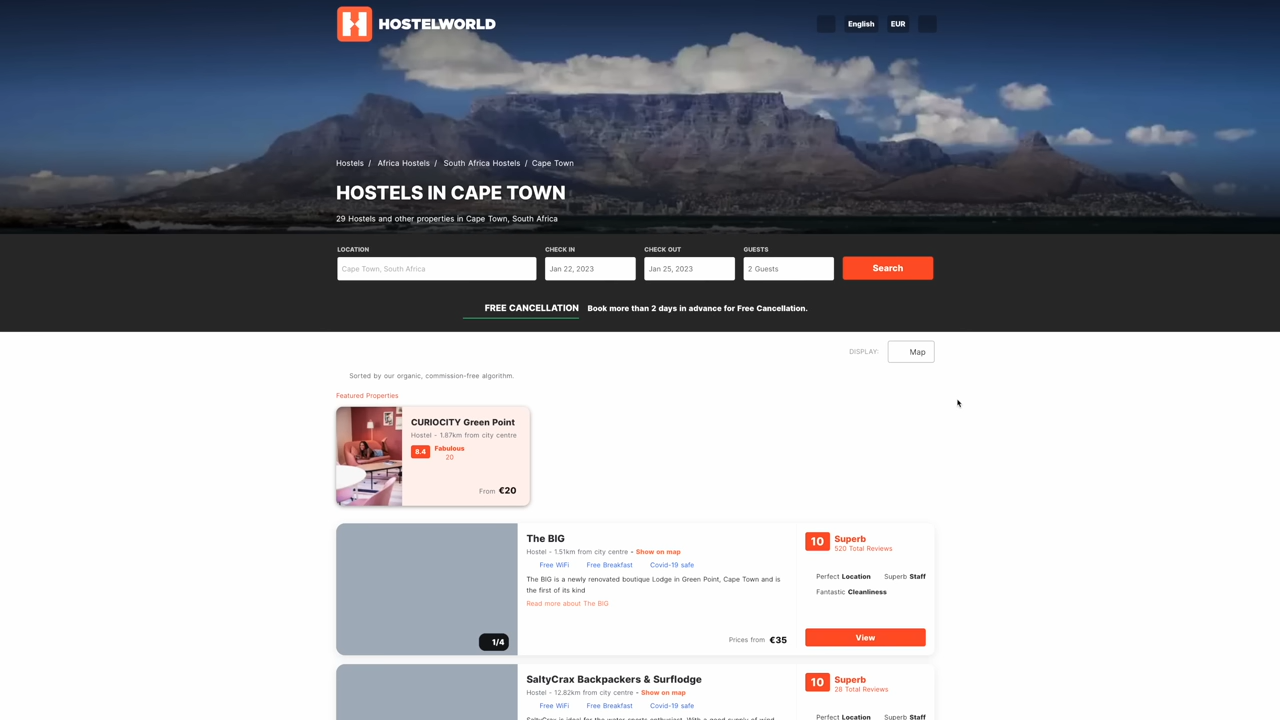 HOSTELWORLD
English
EUR
Hostels / Africa Hostels / South Africa Hostels / Cape Town
HOSTELS IN CAPE TOWN
29 Hostels and other properties in Cape Town, South Africa
LOCATION
CHECK IN
CHECK OUT
GUESTS
Cape Town, South Africa
Jan 22, 2023
Jan 25, 2023
2 Guests
Search
FREE CANCELLATION Book more than 2 days in advance for Free Cancellation.
DISPLAY:
Map
Sorted by our organic, commission-free algorithm.
Featured Properties
CURIOCITY Green Point
Hostel - 1.87km from city centre
8.4
Fabulous
20
From €20
The BIG
Hostel - 1.51km from city centre - Show on map
Free WiFi Free Breakfast Covid-19 safe
The BIG is a newly renovated boutique Lodge in Green Point, Cape Town and is
the first of its kind
Read more about The BIG
1/4
Prices from €35
10
Superb
520 Total Reviews
Perfect Location Superb Staff
Fantastic Cleanliness
View
SaltyCrax Backpackers & Surflodge
Hostel - 12.82km from city centre - Show on map
Free WiFi Free Breakfast Covid-19 safe
10
Superb
28 Total Reviews
Perfect Location Superb Staff